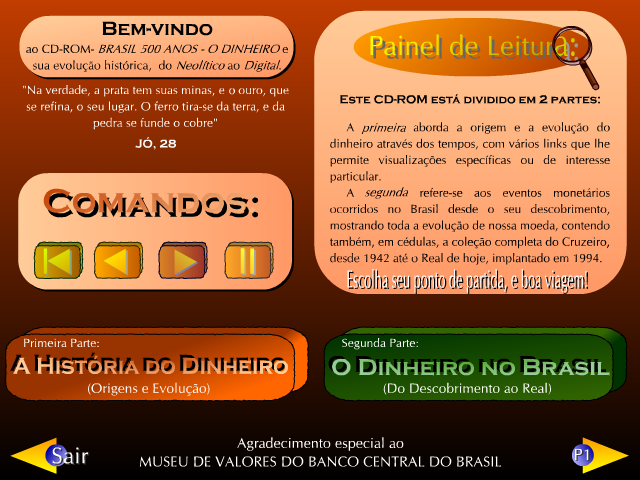 BEM-VINDO
ao CD-ROM- BRASIL 500 ANOS - O DINHEIRO e
sua evolução histórica, do Neolítico ao Digital.
"Na verdade, a prata tem suas minas, e o ouro, que
se refina, o seu lugar. O ferro tira-se da terra, e da
pedra se funde o cobre"
JÓ, 28
COMANDOS:
Painel de Leitura:
ESTE CD-ROM ESTÁ DIVIDIDO EM 2 PARTES:
A primeira aborda a origem e a evolução do
dinheiro através dos tempos, com vários links que lhe
permite visualizações específicas ou de interesse
particular.
A segunda refere-se aos eventos monetários
ocorridos no Brasil desde o seu descobrimento,
mostrando toda a evolução de nossa moeda, contendo
também, em cédulas, a coleção completa do Cruzeiro,
desde 1942 até o Real de hoje, implantado em 1994.
Escolha seu ponto de partida, e boa viagem!
Primeira Parte:
A HISTÓRIA DO DINHEIRO
(Origens e Evolução)
Segunda Parte:
O DINHEIRO NO BRASIL
(Do Descobrimento ao Real)
Sair
Agradecimento especial ao
MUSEU DE VALORES DO BANCO CENTRAL DO BRASIL
P1